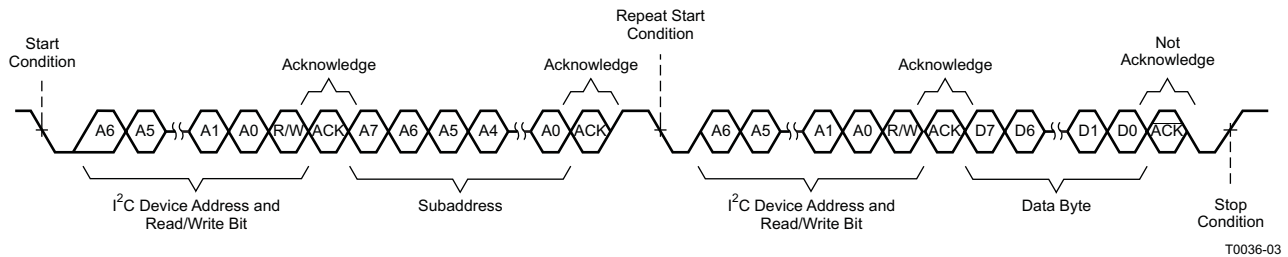 Repeat Start
Condition
Start
Condition
Not
Acknowledge
Acknowledge
Acknowledge
Acknowledge
A6 A5 A1 A0 R/W ACK A7 A6 A5 A4 A0 ACK A6 A5 A1 A0 R/W ACK D7 D6 D1 D0 ACK
I²C Device Address and
Read/Write Bit
Subaddress
I²C Device Address and
Read/Write Bit
Data Byte
Stop
Condition
T0036-03